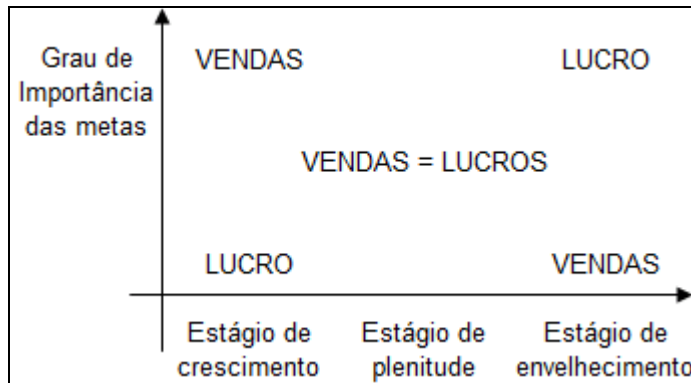 Grau de
Importância
das metas
VENDAS
LUCRO
VENDAS = LUCROS
LUCRO
VENDAS
Estágio de
crescimento
Estágio de
plenitude
Estágio de
envelhecimento